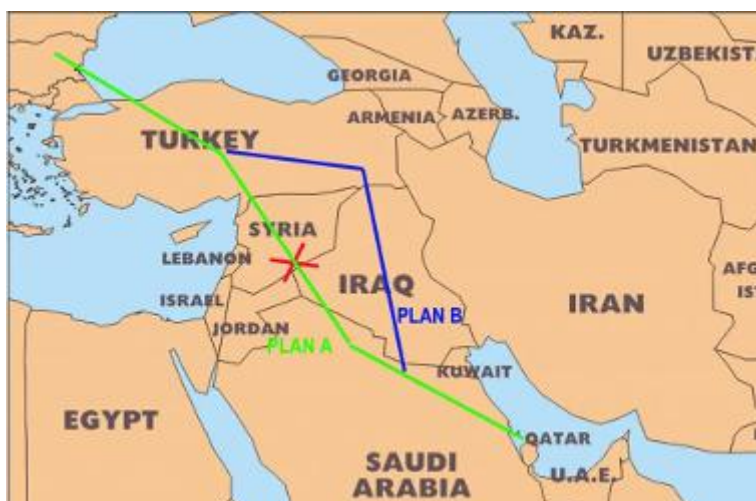 KAZ.
UZBEKIST
GEORGIA
ARMENIA
AZERB.
TURKMENISTAN
TURKEY
SYRIA
LEBANON
IRAQ
IRAN
AFG
IST
ISRAEL
JORDAN
PLAN B
PLAN A
KUWAIT
EGYPT
QATAR
SAUDI
ARABIA
U.A.E.